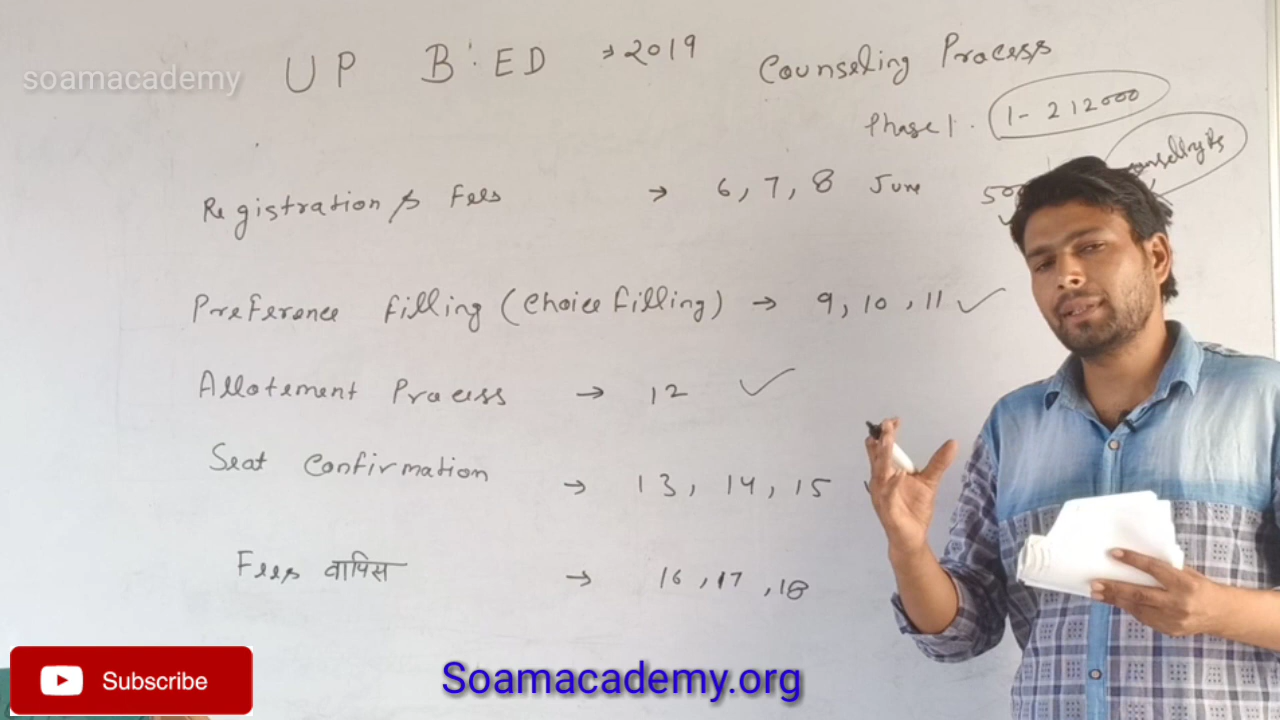 soamacademy
UP B.ED → 2019 Counseling Process
Phase 1. 1- 212000
Registration & Fees → 6, 7, 8 June
Preference Filling (Choice Filling) → 9, 10, 11 ✓
Allotement Process → 12 ✓
Seat Confirmation → 13, 14, 15
Fees वापिस → 16, 17, 18
Subscribe
Soamacademy.org